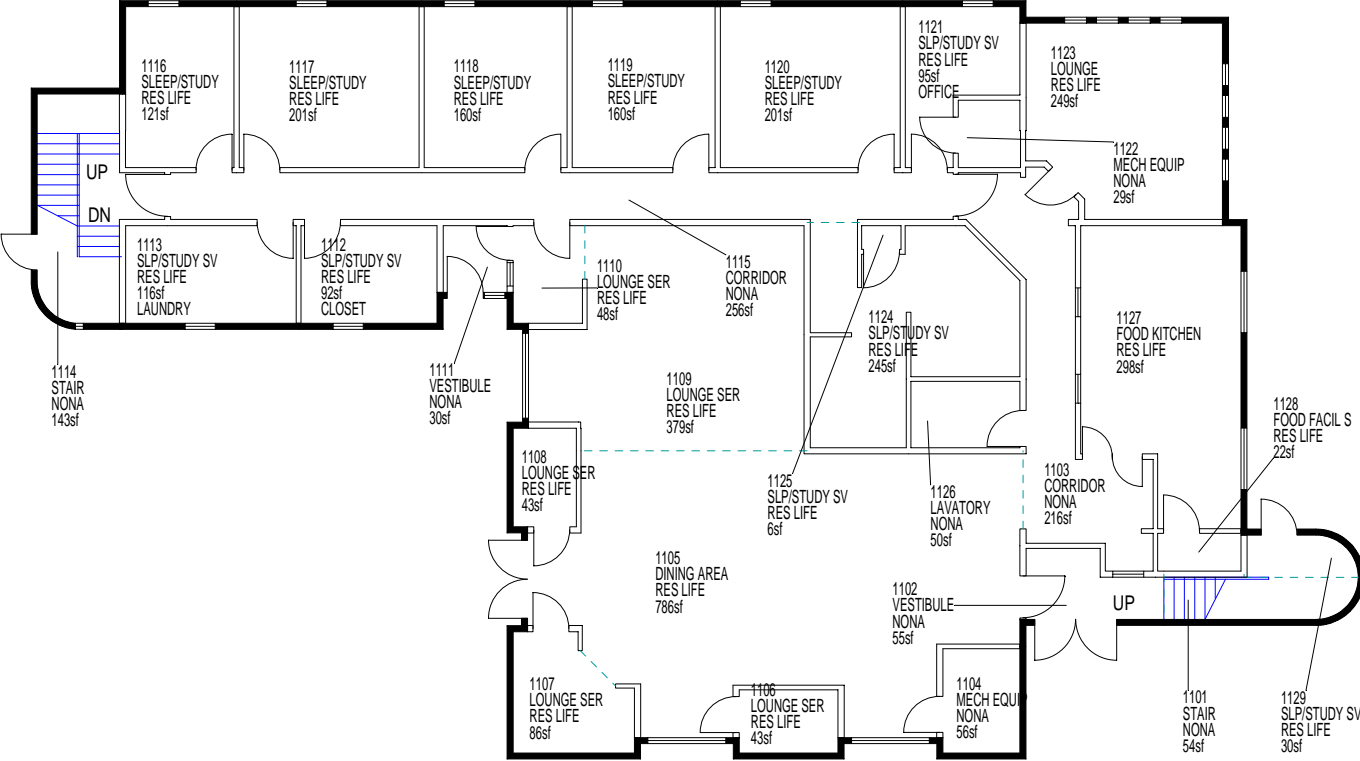 1116
SLEEP/STUDY
RES LIFE
121sf
1117
SLEEP/STUDY
RES LIFE
201sf
1118
SLEEP/STUDY
RES LIFE
160sf
1119
SLEEP/STUDY
RES LIFE
160sf
1120
SLEEP/STUDY
RES LIFE
201sf
1121
SLP/STUDY SV
RES LIFE
95sf
OFFICE
1123
LOUNGE
RES LIFE
249sf
1122
MECH EQUIP
NONA
29sf
UP
DN
1113
SLP/STUDY SV
RES LIFE
116sf
LAUNDRY
1112
SLP/STUDY SV
RES LIFE
92sf
CLOSET
1110
LOUNGE SER
RES LIFE
48sf
1115
CORRIDOR
NONA
256sf
1124
SLP/STUDY SV
RES LIFE
245sf
1127
FOOD KITCHEN
RES LIFE
298sf
1114
STAIR
NONA
143sf
1111
VESTIBULE
NONA
30sf
1109
LOUNGE SER
RES LIFE
379sf
1128
FOOD FACIL S
RES LIFE
22sf
1108
LOUNGE SER
RES LIFE
43sf
1125
SLP/STUDY SV
RES LIFE
6sf
1126
LAVATORY
NONA
50sf
1103
CORRIDOR
NONA
216sf
1105
DINING AREA
RES LIFE
786sf
1102
VESTIBULE
NONA
55sf
UP
1107
LOUNGE SER
RES LIFE
86sf
1106
LOUNGE SER
RES LIFE
43sf
1104
MECH EQUIP
NONA
56sf
1101
STAIR
NONA
54sf
1129
SLP/STUDY SV
RES LIFE
30sf